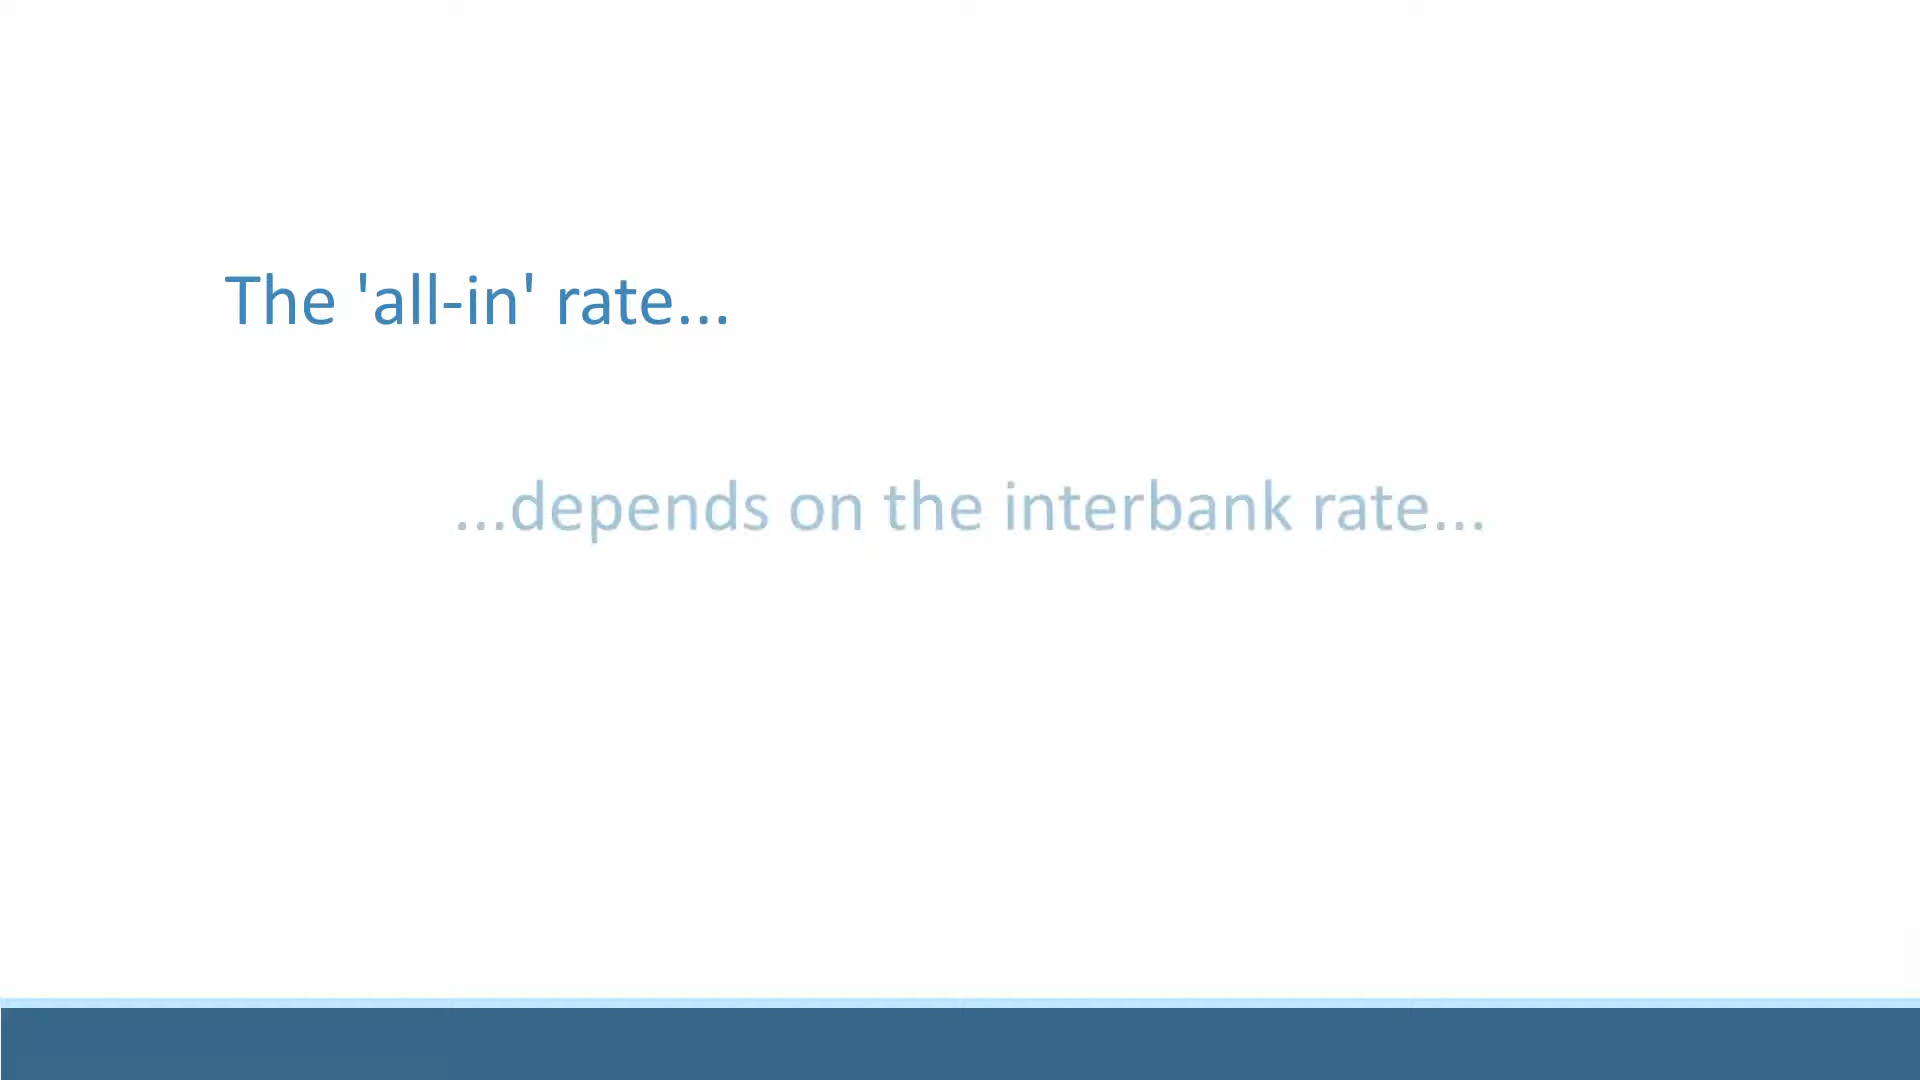 The 'all-in' rate...
...depends on the interbank rate...